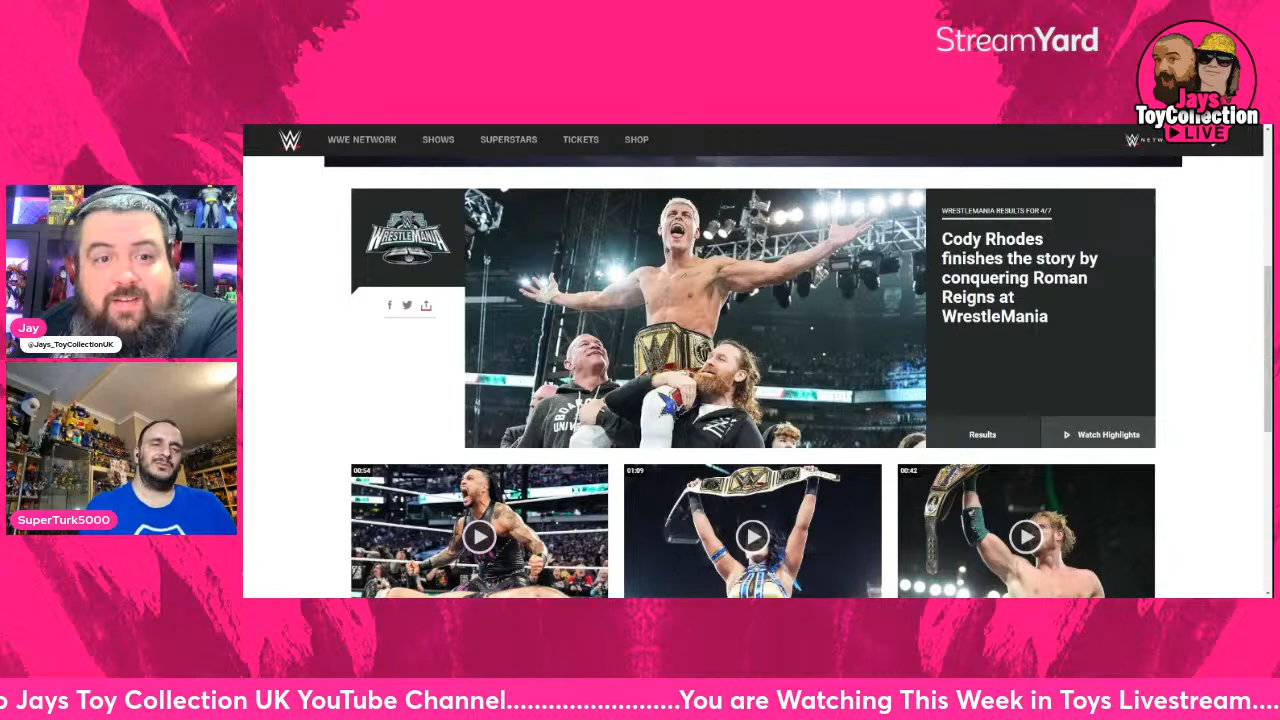 StreamYard
Jays
ToyCollection
LIVE
WWE NETWORK
SHOWS
SUPERSTARS
TICKETS
SHOP
WRESTLEMANIA
WRESTLEMANIA RESULTS FOR 4/7
Cody Rhodes
finishes the story by
conquering Roman
Reigns at
WrestleMania
Results
Watch Highlights
Jay
@Jays_ToyCollectionUK
SuperTurk5000
00:54
01:09
00:42
o Jays Toy Collection UK YouTube Channel.........................You are Watching This Week in Toys Livestream....